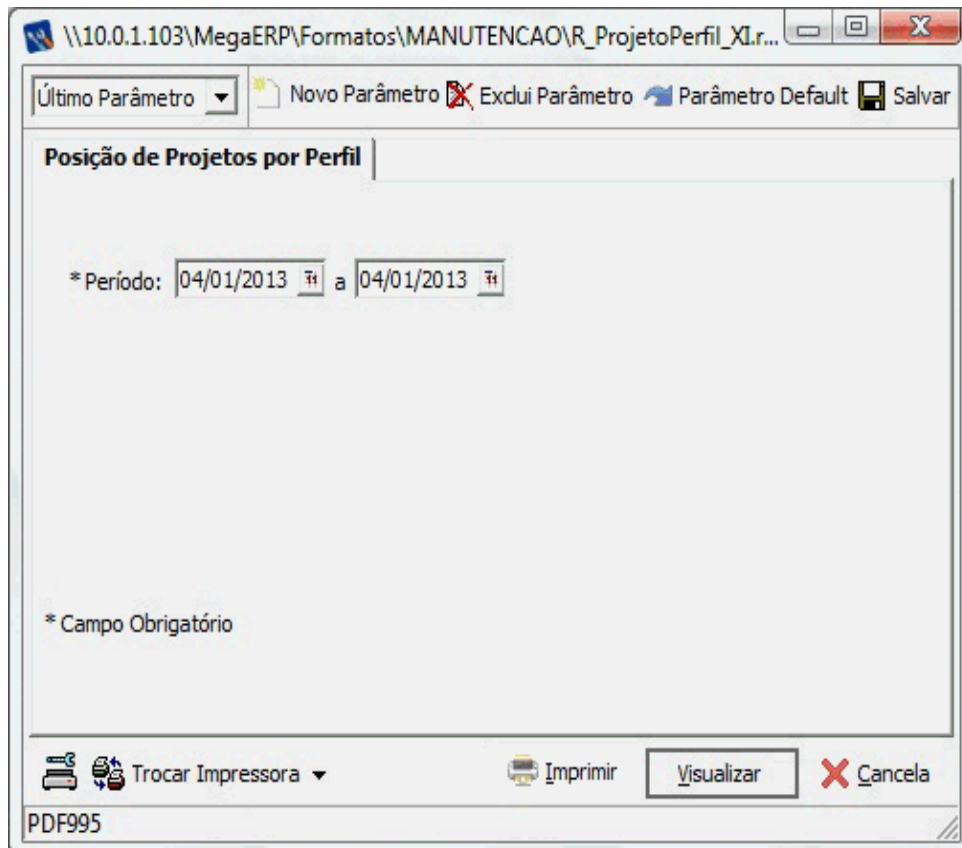 \\10.0.1.103\MegaERP\Formatos\MANUTENCAO\R_ProjetoPerfil_XI.r...
Último Parâmetro Novo Parâmetro Exclui Parâmetro Parâmetro Default Salvar
Posição de Projetos por Perfil
* Período: 04/01/2013 a 04/01/2013
* Campo Obrigatório
Trocar Impressora Imprimir Visualizar Cancela
PDF995